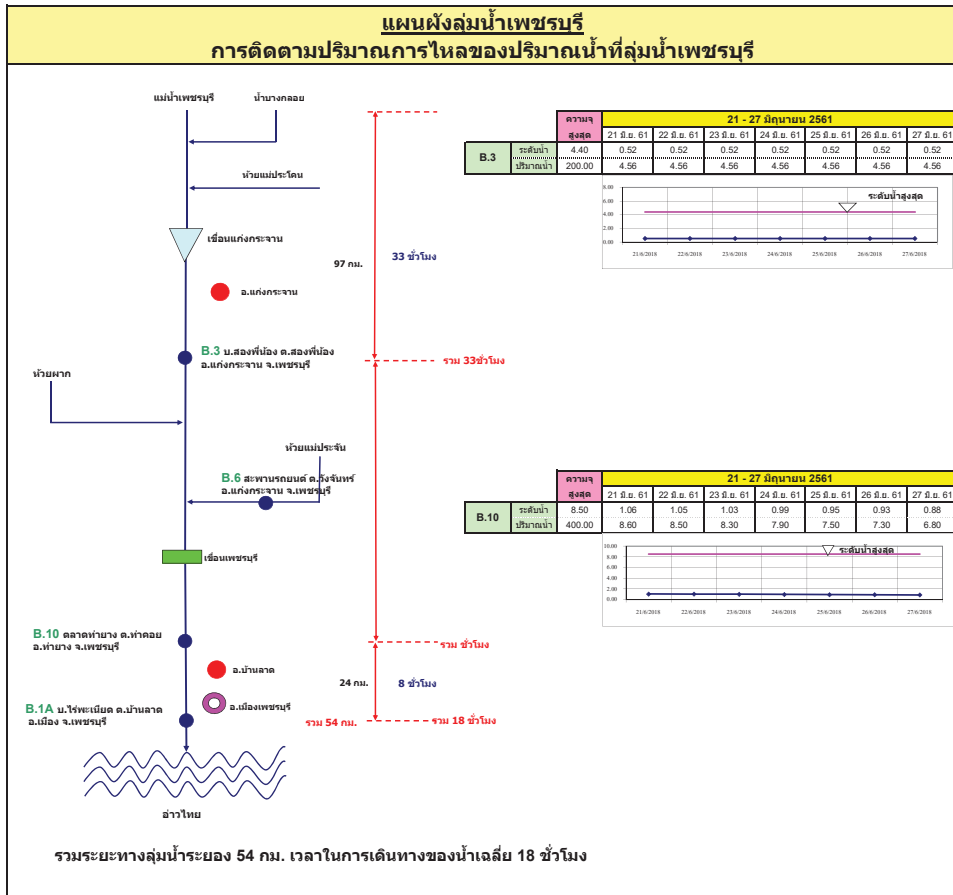 แผนผังลุ่มน้ำเพชรบุรี
การติดตามปริมาณการไหลของปริมาณน้ำที่ลุ่มน้ำเพชรบุรี
แม่น้ำเพชรบุรี
น้ำบางกลอย
ห้วยแม่ประโดน
เขื่อนแก่งกระจาน
97 กม.
33 ชั่วโมง
อ.แก่งกระจาน
B.3 บ.สองพี่น้อง ต.สองพี่น้อง
อ.แก่งกระจาน จ.เพชรบุรี
รวม 33ชั่วโมง
ห้วยผาก
ห้วยแม่ประจัน
B.6 สะพานรถยนต์ ต.วังจันทร์
อ.แก่งกระจาน จ.เพชรบุรี
เขื่อนเพชรบุรี
B.10 ตลาดท่ายาง ต.ท่าคอย
อ.ท่ายาง จ.เพชรบุรี
รวม ชั่วโมง
อ.บ้านลาด
24 กม.
8 ชั่วโมง
อ.เมืองเพชรบุรี
B.1A บ.ไร่พะเนียด ต.บ้านลาด
อ.เมือง จ.เพชรบุรี
รวม 54 กม.
รวม 18 ชั่วโมง
อ่าวไทย
รวมระยะทางลุ่มน้ำระยอง 54 กม. เวลาในการเดินทางของน้ำเฉลี่ย 18 ชั่วโมง
ความจุ 21 - 27 มิถุนายน 2561
สูงสุด 21 มิ.ย. 61 22 มิ.ย. 61 23 มิ.ย. 61 24 มิ.ย. 61 25 มิ.ย. 61 26 มิ.ย. 61 27 มิ.ย. 61
B.3 ระดับน้ำ 4.40 0.52 0.52 0.52 0.52 0.52 0.52 0.52
ปริมาณน้ำ 200.00 4.56 4.56 4.56 4.56 4.56 4.56 4.56
8.00
6.00
4.00
2.00
0.00
ระดับน้ำสูงสุด
21/6/2018 22/6/2018 23/6/2018 24/6/2018 25/6/2018 26/6/2018 27/6/2018
ความจุ 21 - 27 มิถุนายน 2561
สูงสุด 21 มิ.ย. 61 22 มิ.ย. 61 23 มิ.ย. 61 24 มิ.ย. 61 25 มิ.ย. 61 26 มิ.ย. 61 27 มิ.ย. 61
B.10 ระดับน้ำ 8.50 1.06 1.05 1.03 0.99 0.95 0.93 0.88
ปริมาณน้ำ 400.00 8.60 8.50 8.30 7.90 7.50 7.30 6.80
10.00
8.00
6.00
4.00
2.00
0.00
ระดับน้ำสูงสุด
21/6/2018 22/6/2018 23/6/2018 24/6/2018 25/6/2018 26/6/2018 27/6/2018